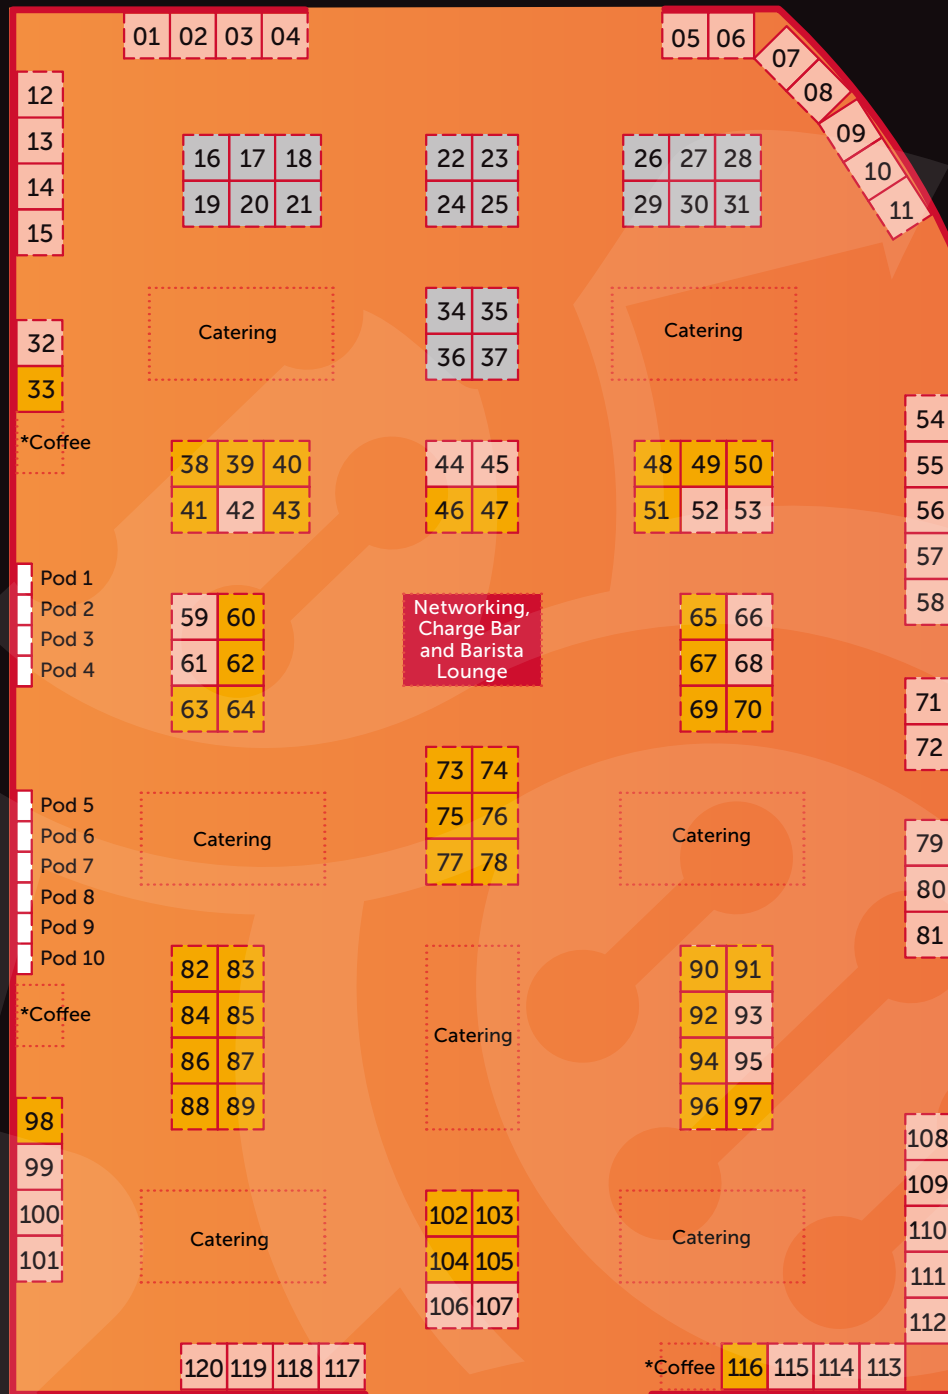 01 02 03 04
05 06
07
08
09
10
11
12
13
14
15
16 17 18
19 20 21
22 23
24 25
26 27 28
29 30 31
32
33
*Coffee
Catering
34 35
36 37
Catering
38 39 40
41 42 43
44 45
46 47
48 49 50
51 52 53
54
55
56
57
58
Pod 1
Pod 2
Pod 3
Pod 4
59 60
61 62
63 64
Networking,
Charge Bar
and Barista
Lounge
65 66
67 68
69 70
71
72
73 74
75 76
77 78
Pod 5
Pod 6
Pod 7
Pod 8
Pod 9
Pod 10
*Coffee
Catering
Catering
79
80
81
82 83
84 85
86 87
88 89
Catering
90 91
92 93
94 95
96 97
98
99
100
101
Catering
102 103
104 105
106 107
Catering
108
109
110
111
112
120 119 118 117
*Coffee 116 115 114 113